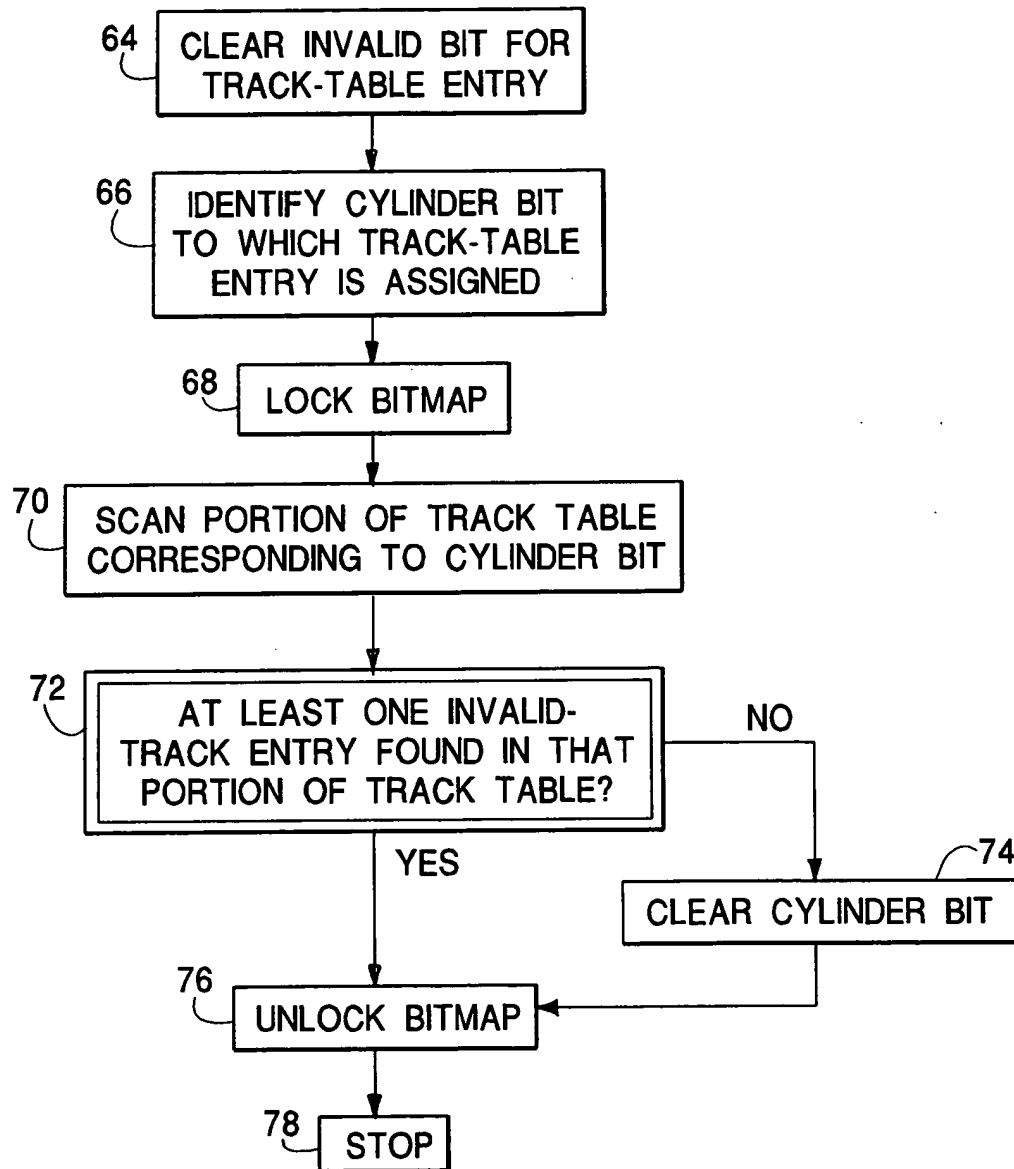 64
CLEAR INVALID BIT FOR
TRACK-TABLE ENTRY
66
IDENTIFY CYLINDER BIT
TO WHICH TRACK-TABLE
ENTRY IS ASSIGNED
68
LOCK BITMAP
70
SCAN PORTION OF TRACK TABLE
CORRESPONDING TO CYLINDER BIT
72
AT LEAST ONE INVALID-
TRACK ENTRY FOUND IN THAT
PORTION OF TRACK TABLE?
NO
YES
74
CLEAR CYLINDER BIT
76
UNLOCK BITMAP
78
STOP